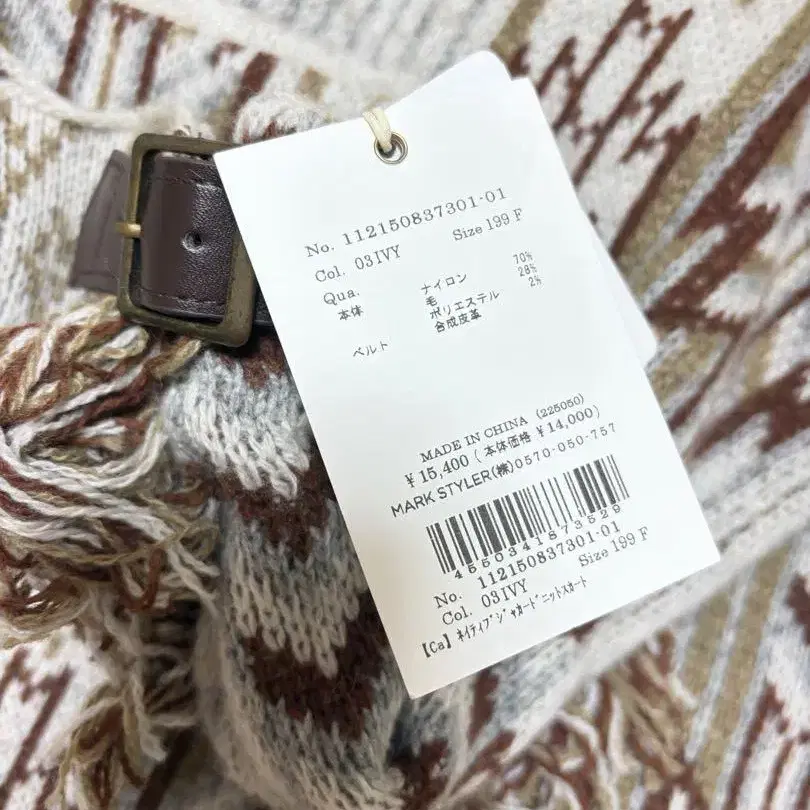 No. 112150837301-01
Col. 03IVY Size 199 F
Qua.
本体 ナイロン 70%
毛 28%
ポリエステル 2%
ベルト 合成皮革
MADE IN CHINA (225050)
¥ 15,400 ( 本体価格 ¥ 14,000)
MARK STYLER(株)0570-050-757
4550341873529
No. 112150837301-01
Col. 03IVY Size 199 F
【Ca】ネイティブジャカードニットスカート